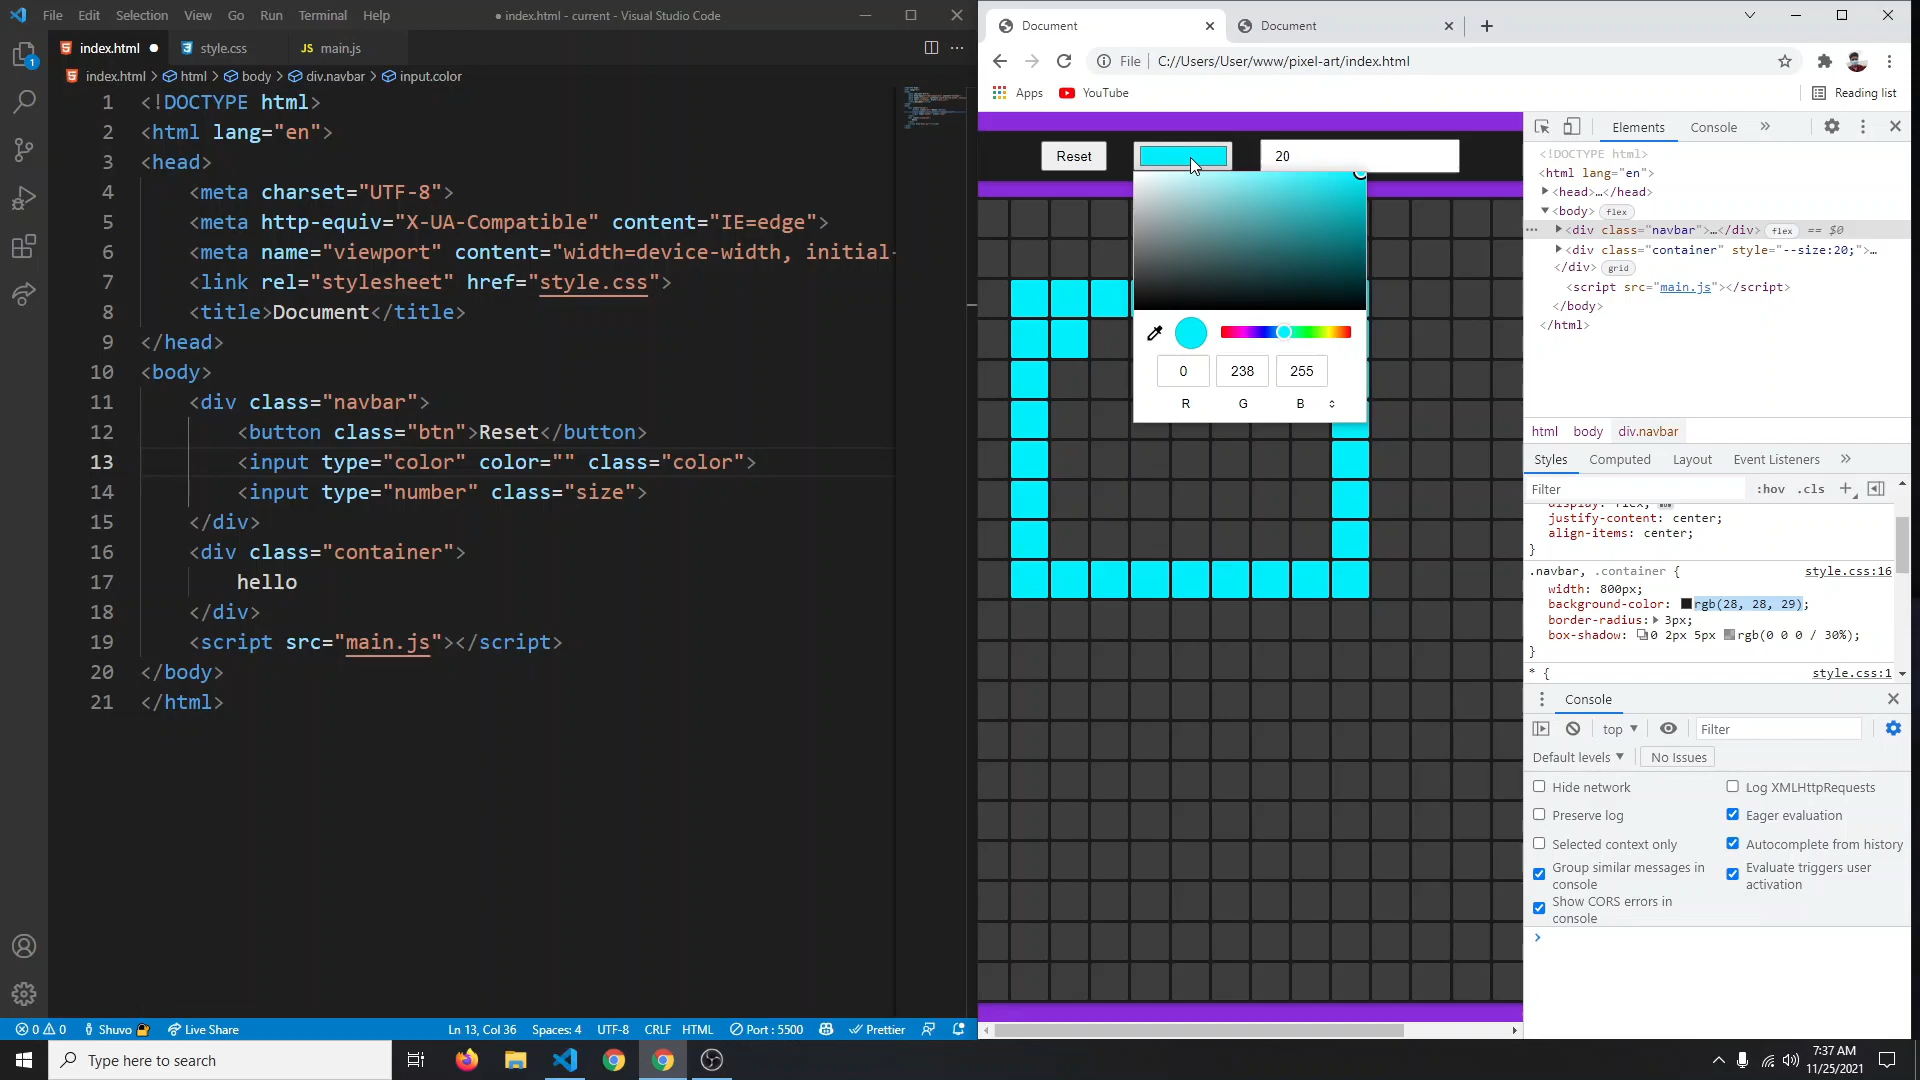 File Edit Selection View Go Run Terminal Help
● index.html - current - Visual Studio Code
index.html ●
style.css
JS main.js
index.html > html > body > div.navbar > input.color
1 <!DOCTYPE html>
2 <html lang="en">
3 <head>
4 <meta charset="UTF-8">
5 <meta http-equiv="X-UA-Compatible" content="IE=edge">
6 <meta name="viewport" content="width=device-width, initial-
7 <link rel="stylesheet" href="style.css">
8 <title>Document</title>
9 </head>
10 <body>
11 <div class="navbar">
12 <button class="btn">Reset</button>
13 <input type="color" color="" class="color">
14 <input type="number" class="size">
15 </div>
16 <div class="container">
17 hello
18 </div>
19 <script src="main.js"></script>
20 </body>
21 </html>
1
0 0
Shuvo
Live Share
Ln 13, Col 36
Spaces: 4
UTF-8
CRLF
HTML
Port : 5500
Prettier
Document
Document
File
C://Users/User/www/pixel-art/index.html
Apps
YouTube
Reading list
Reset
20
0
238
255
R
G
B
Elements
Console
<!DOCTYPE html>
<html lang="en">
<head>…</head>
<body> flex
<div class="navbar">…</div> flex == $0
<div class="container" style="--size:20;">…
</div> grid
<script src="main.js"></script>
</body>
</html>
html body div.navbar
Styles
Computed
Layout
Event Listeners
Filter
:hov .cls
display: flex;
justify-content: center;
align-items: center;
}
.navbar, .container {
style.css:16
width: 800px;
background-color: rgb(28, 28, 29);
border-radius: 3px;
box-shadow: 0 2px 5px rgb(0 0 0 / 30%);
}
* {
style.css:1
Console
top
Filter
Default levels
No Issues
Hide network
Log XMLHttpRequests
Preserve log
Eager evaluation
Selected context only
Autocomplete from history
Group similar messages in
console
Evaluate triggers user
activation
Show CORS errors in
console
Type here to search
7:37 AM
11/25/2021